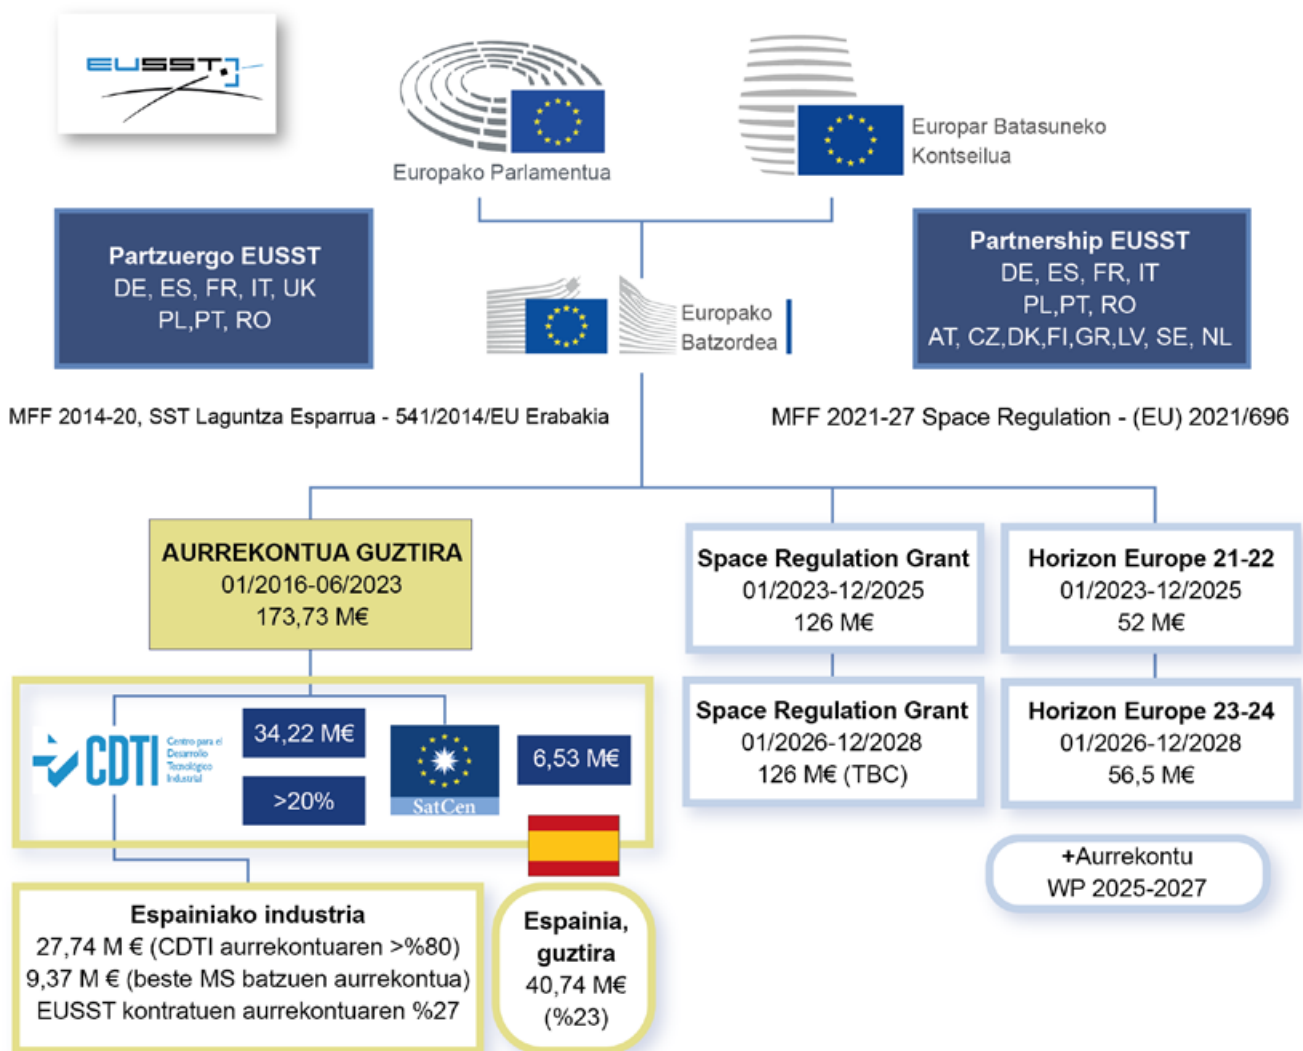 EUSST
Europako Parlamentua
Europar Batasuneko
Kontseilua
Partzuergo EUSST
DE, ES, FR, IT, UK
PL,PT, RO
Europako
Batzordea
Partnership EUSST
DE, ES, FR, IT
PL,PT, RO
AT, CZ,DK,FI,GR,LV, SE, NL
MFF 2014-20, SST Laguntza Esparrua - 541/2014/EU Erabakia
MFF 2021-27 Space Regulation - (EU) 2021/696
AURREKONTUA GUZTIRA
01/2016-06/2023
173,73 M€
Space Regulation Grant
01/2023-12/2025
126 M€
Horizon Europe 21-22
01/2023-12/2025
52 M€
CDTI
Centro para el
Desarrollo
Tecnológico
Industrial
34,22 M€
>20%
SatCen
6,53 M€
Space Regulation Grant
01/2026-12/2028
126 M€ (TBC)
Horizon Europe 23-24
01/2026-12/2028
56,5 M€
+Aurrekontu
WP 2025-2027
Espainiako industria
27,74 M € (CDTI aurrekontuaren >%80)
9,37 M € (beste MS batzuen aurrekontua)
EUSST kontratuen aurrekontuaren %27
Espainia,
guztira
40,74 M€
(%23)